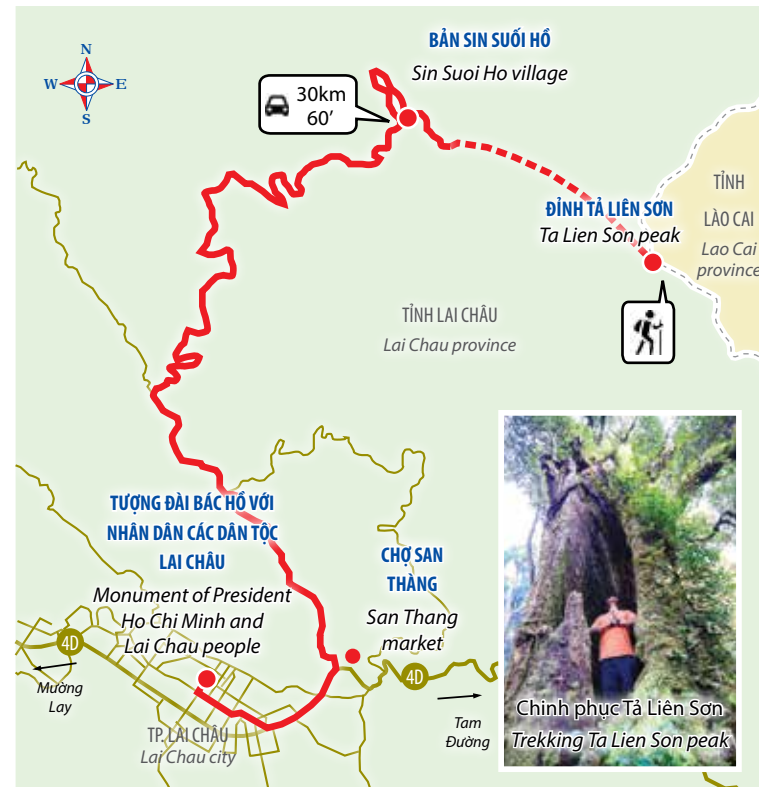 BẢN SIN SUỐI HỒ
Sin Suoi Ho village
N
W
E
S
30km
60’
TỈNH
LÀO CAI
Lao Cai
province
ĐỈNH TẢ LIÊN SƠN
Ta Lien Son peak
TỈNH LAI CHÂU
Lai Chau province
TƯỢNG ĐÀI BÁC HỒ VỚI
NHÂN DÂN CÁC DÂN TỘC
LAI CHÂU
Monument of President
Ho Chi Minh and
Lai Chau people
CHỢ SAN
THÀNG
San Thang
market
4D
Mường
Lay
4D
Tam
Đường
TP. LAI CHÂU
Lai Chau city
Chinh phục Tả Liên Sơn
Trekking Ta Lien Son peak